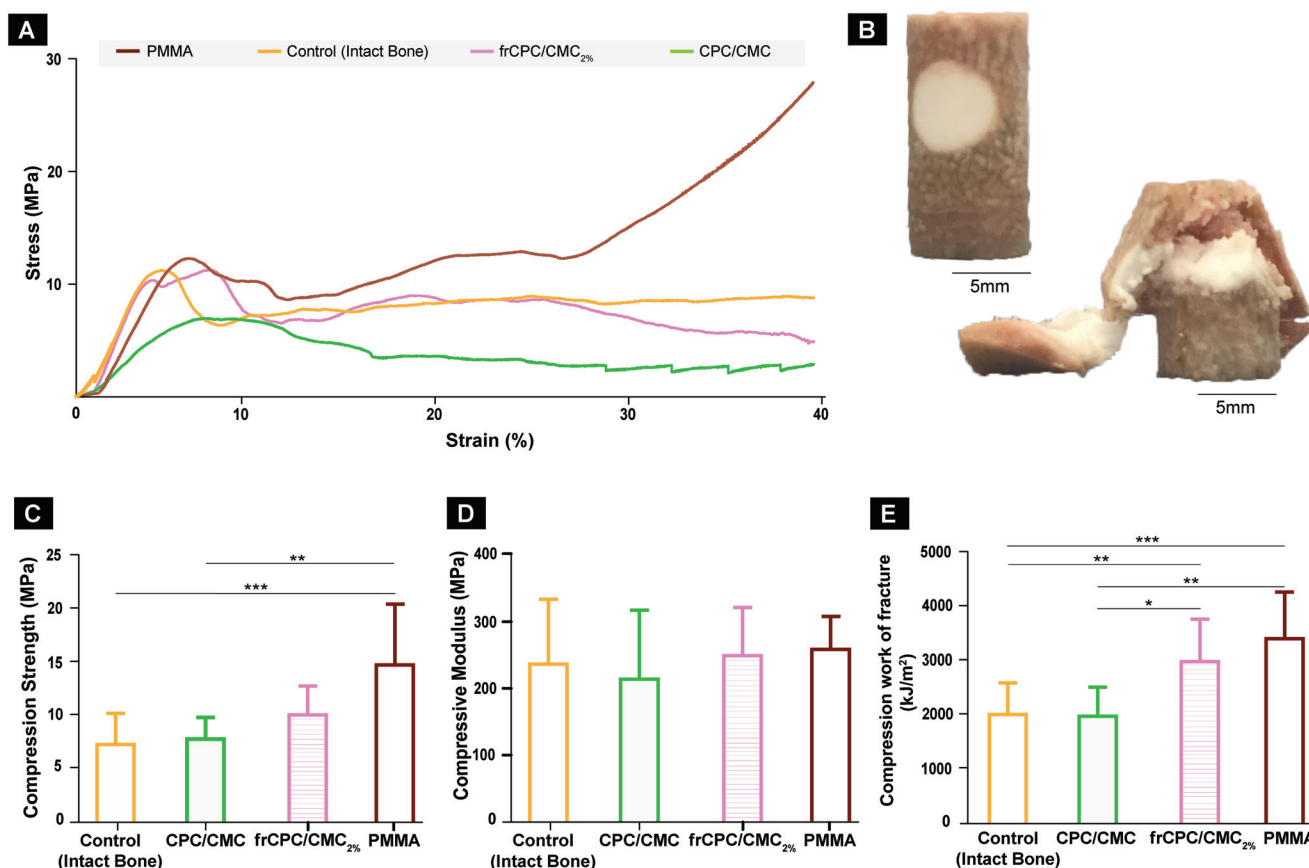 A
PMMA Control (Intact Bone) frCPC/CMC2% CPC/CMC
30
20
10
0
Stress (MPa)
0 10 20 30 40
Strain (%)
B
5mm
5mm
C
25
20
15
10
5
0
Compression Strength (MPa)
**
***
Control
(Intact Bone)
CPC/CMC
frCPC/CMC2%
PMMA
D
400
300
200
100
0
Compressive Modulus (MPa)
Control
(Intact Bone)
CPC/CMC
frCPC/CMC2%
PMMA
E
5000
4000
3000
2000
1000
0
Compression work of fracture
(kJ/m²)
***
**
**
*
Control
(Intact Bone)
CPC/CMC
frCPC/CMC2%
PMMA